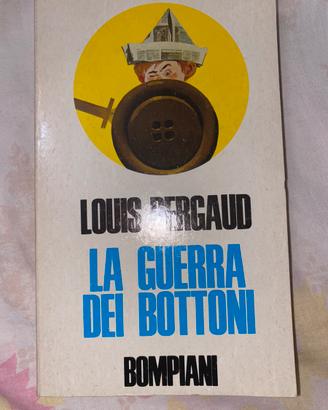 LOUIS PERGAUD
LA GUERRA
DEI BOTTONI
BOMPIANI